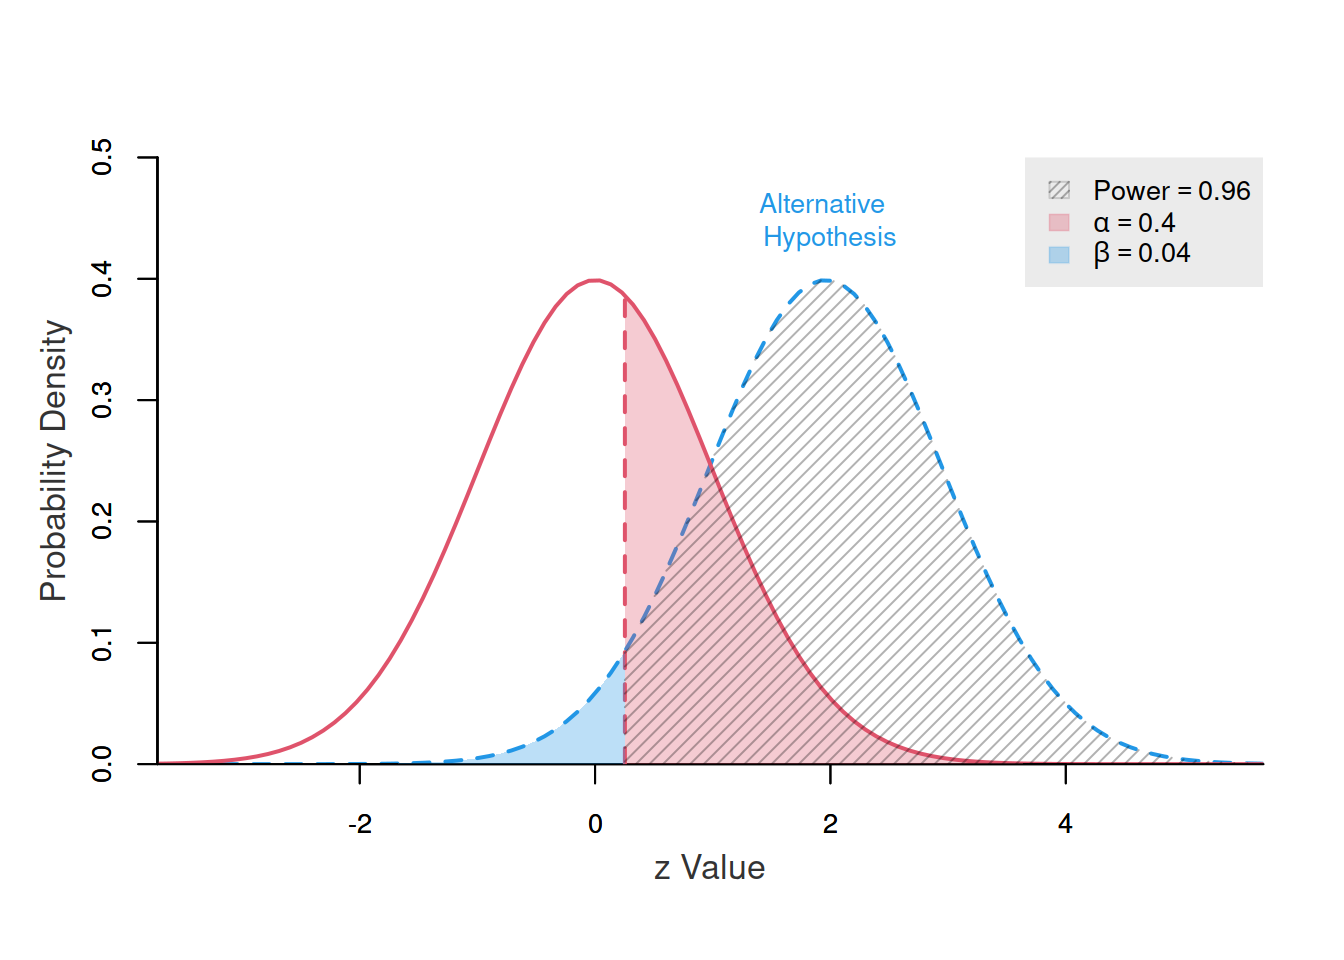 Alternative
Hypothesis
Power = 0.96
α = 0.4
β = 0.04
Probability Density
0.5
0.4
0.3
0.2
0.1
0.0
-2
0
2
4
z Value